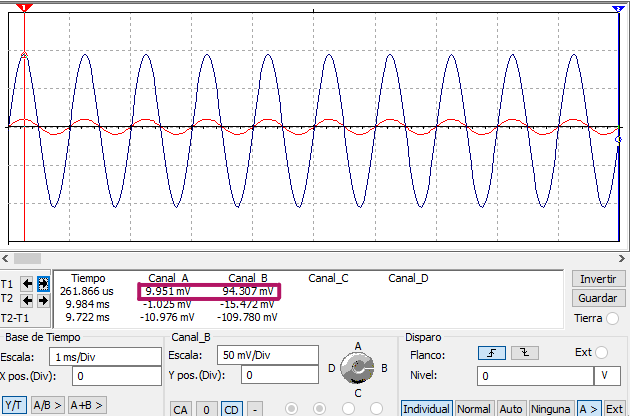 1
2
Tiempo Canal_A Canal_B Canal_C Canal_D
T1 261.866 us 9.951 mV 94.307 mV
T2 9.984 ms -1.025 mV -15.472 mV
T2-T1 9.722 ms -10.976 mV -109.780 mV
Invertir
Guardar
Tierra
Base de Tiempo
Escala: 1 ms/Div
X pos.(Div): 0
Y/T A/B > A+B >
Canal_B
Escala: 50 mV/Div
Y pos.(Div): 0
CA 0 CD -
A
B
C
D
Disparo
Flanco: Ext
Nivel: 0 V
Individual Normal Auto Ninguna A > Ext